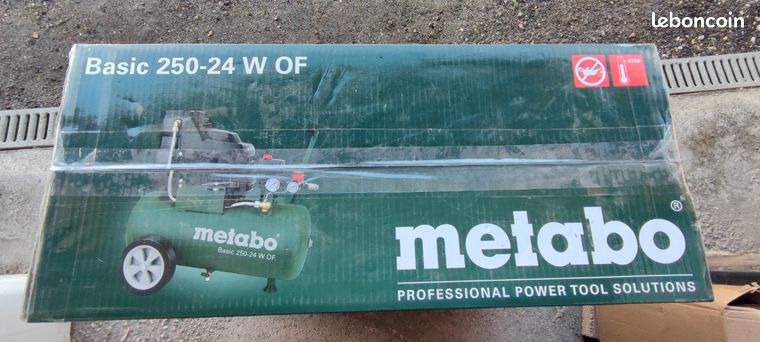 leboncoin
Basic 250-24 W OF
STOP
metabo
Basic 250-24 W OF
metabo®
PROFESSIONAL POWER TOOL SOLUTIONS